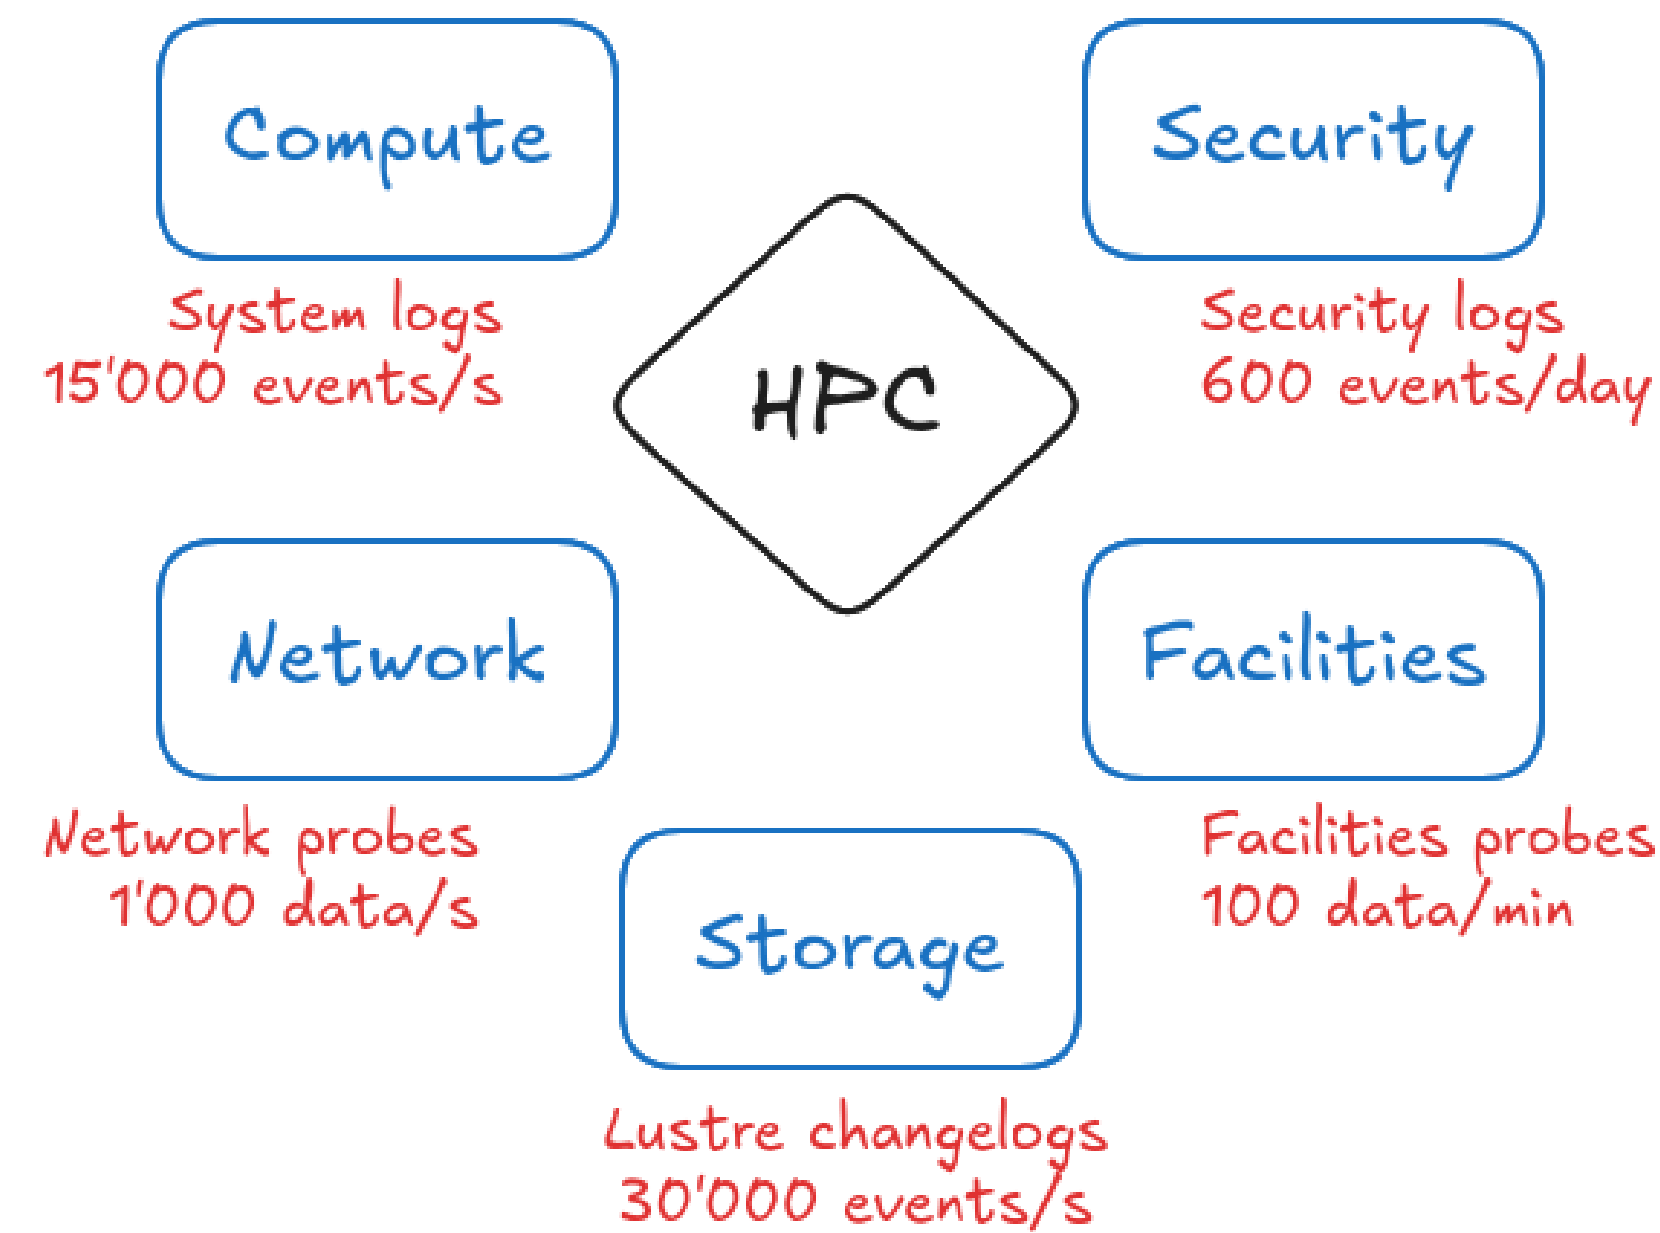 Compute
System logs
15'000 events/s
Security
Security logs
600 events/day
HPC
Network
Network probes
1'000 data/s
Facilities
Facilities probes
100 data/min
Storage
Lustre changelogs
30'000 events/s